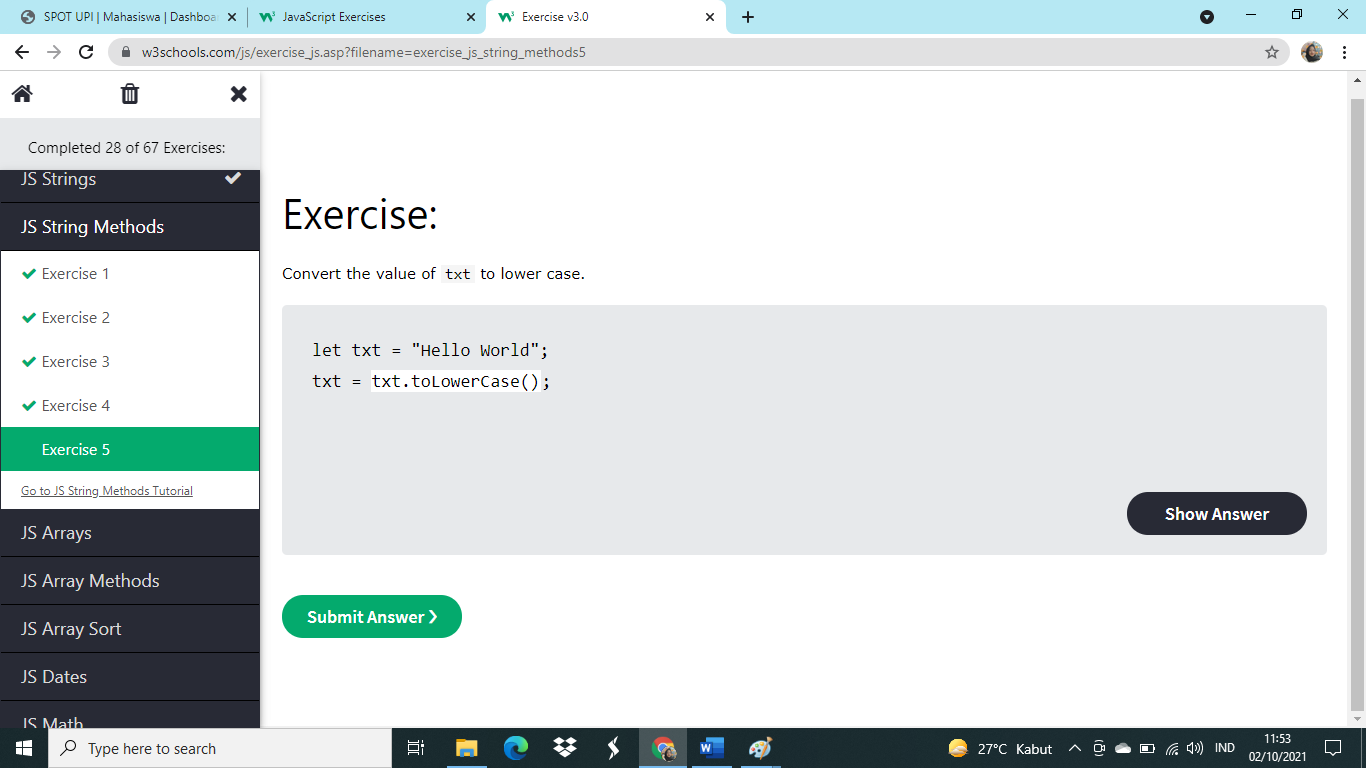 SPOT UPI | Mahasiswa | Dashboa
JavaScript Exercises
Exercise v3.0
w3schools.com/js/exercise_js.asp?filename=exercise_js_string_methods5
Completed 28 of 67 Exercises:
JS Strings
JS String Methods
Exercise 1
Exercise 2
Exercise 3
Exercise 4
Exercise 5
Go to JS String Methods Tutorial
JS Arrays
JS Array Methods
JS Array Sort
JS Dates
JS Math
Exercise:
Convert the value of txt to lower case.
let txt = "Hello World";
txt = txt.toLowerCase();
Show Answer
Submit Answer ❯
Type here to search
27°C Kabut
IND
11:53
02/10/2021